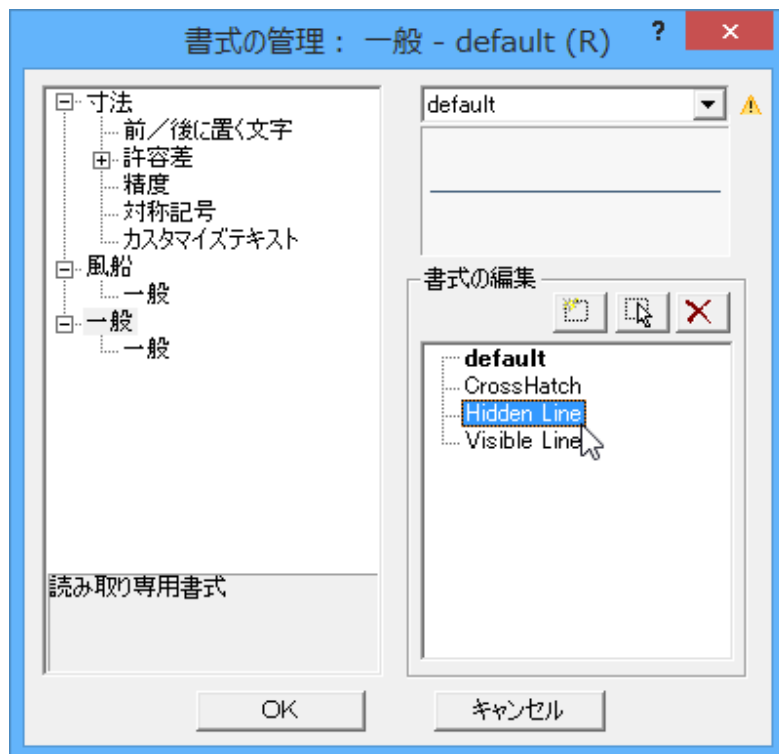 書式の管理： 一般 - default (R)
?
×
寸法
前／後に置く文字
許容差
精度
対称記号
カスタマイズテキスト
風船
一般
一般
一般
読み取り専用書式
default
書式の編集
default
CrossHatch
Hidden Line
Visible Line
OK
キャンセル